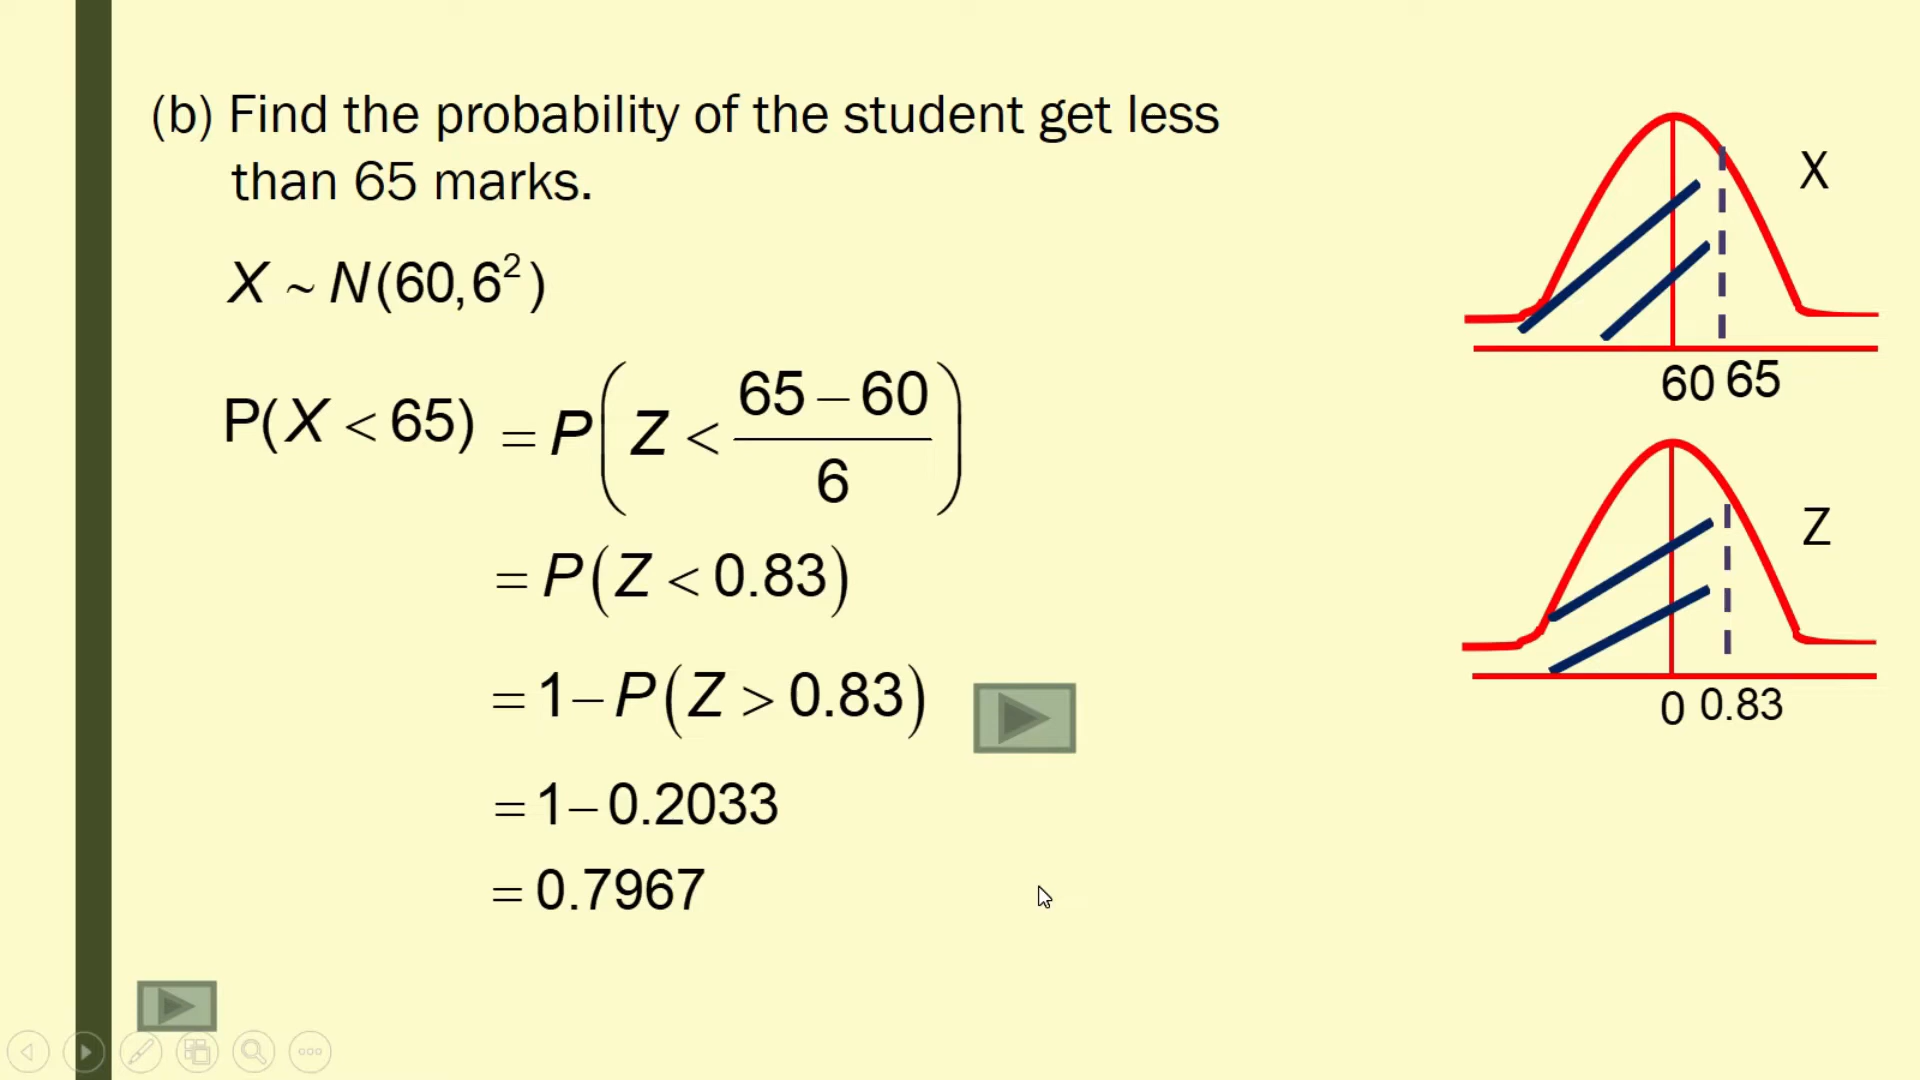 (b) Find the probability of the student get less
than 65 marks.
X ~ N(60,6²)
P(X < 65) = P(Z < (65 – 60)/6)
= P(Z < 0.83)
= 1– P(Z > 0.83)
= 1– 0.2033
= 0.7967
X
60 65
Z
0 0.83